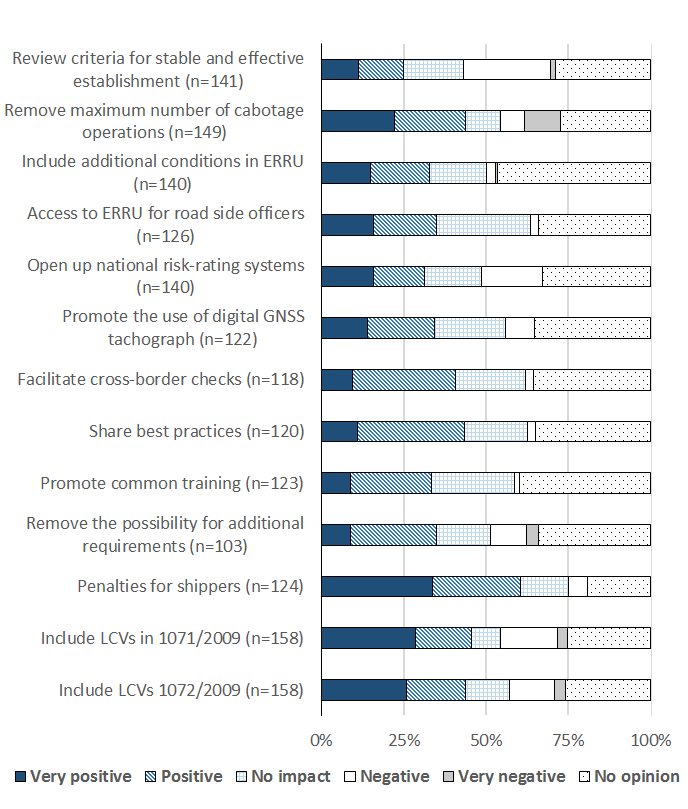 Review criteria for stable and effective
establishment (n=141)
Remove maximum number of cabotage
operations (n=149)
Include additional conditions in ERRU
(n=140)
Access to ERRU for road side officers
(n=126)
Open up national risk-rating systems
(n=140)
Promote the use of digital GNSS
tachograph (n=122)
Facilitate cross-border checks (n=118)
Share best practices (n=120)
Promote common training (n=123)
Remove the possibility for additional
requirements (n=103)
Penalties for shippers (n=124)
Include LCVs in 1071/2009 (n=158)
Include LCVs 1072/2009 (n=158)
0% 25% 50% 75% 100%
Very positive Positive No impact Negative Very negative No opinion